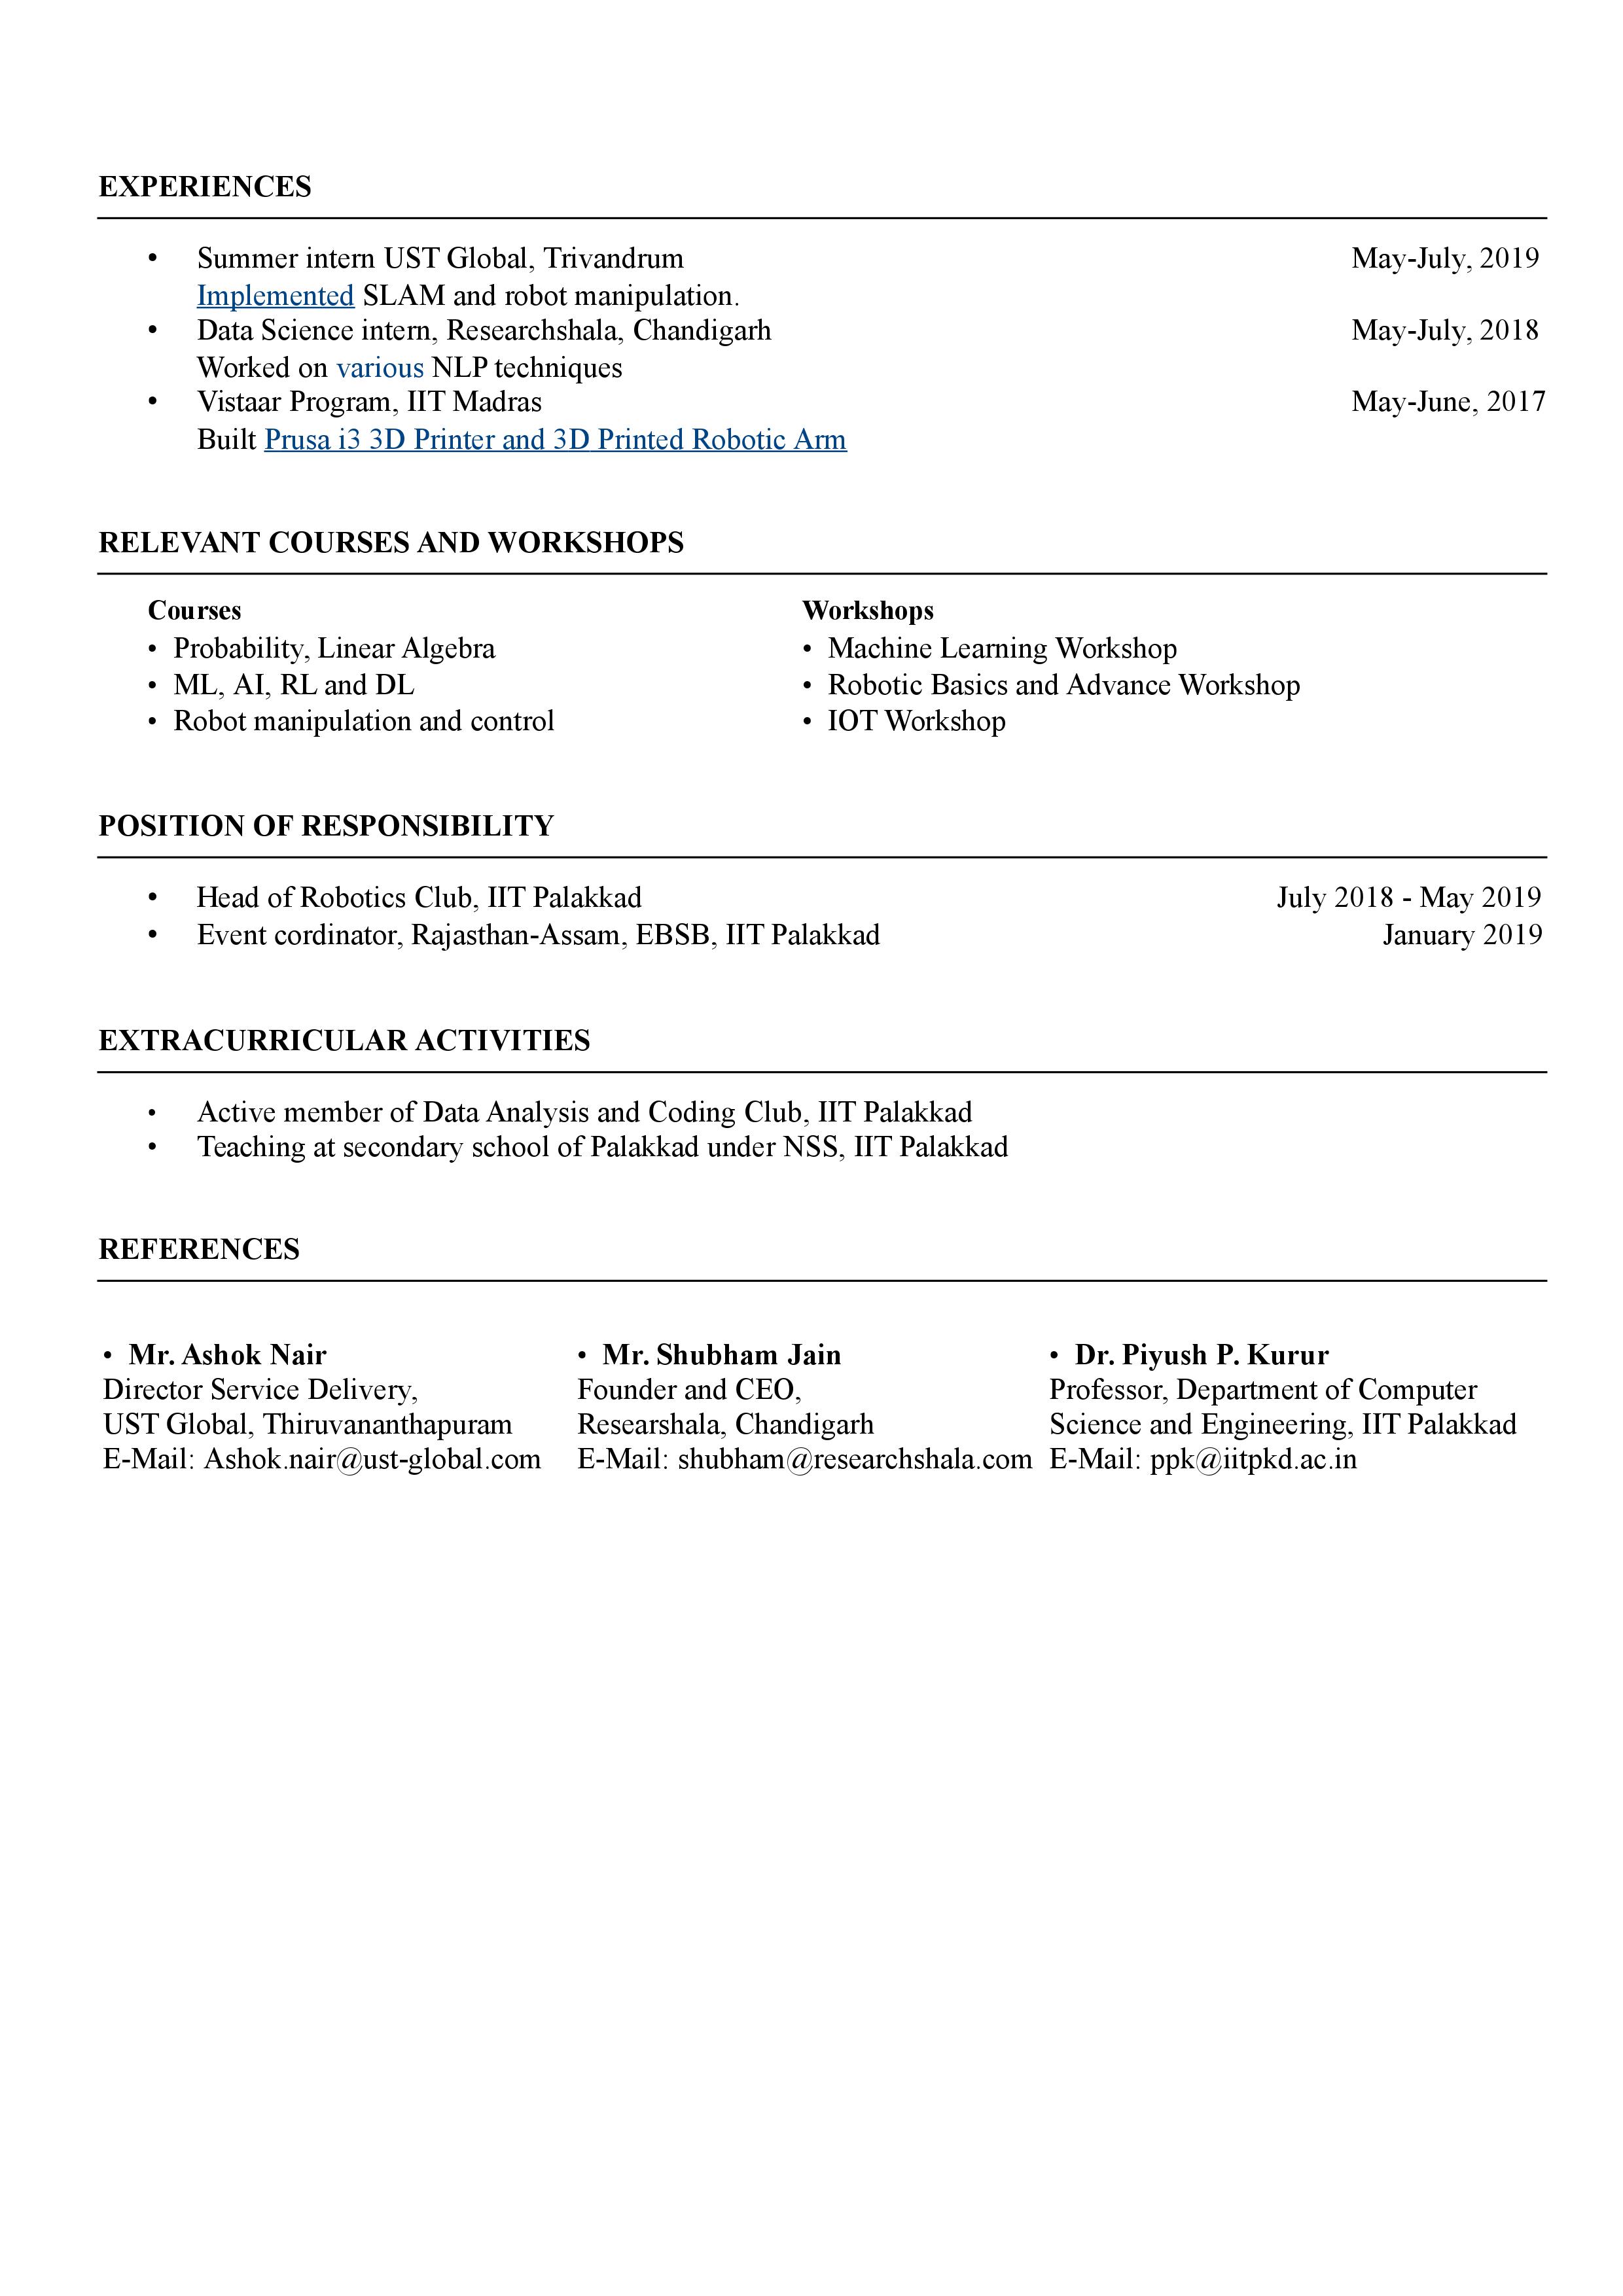 EXPERIENCES
• Summer intern UST Global, Trivandrum May-July, 2019
Implemented SLAM and robot manipulation.
• Data Science intern, Researchshala, Chandigarh May-July, 2018
Worked on various NLP techniques
• Vistaar Program, IIT Madras May-June, 2017
Built Prusa i3 3D Printer and 3D Printed Robotic Arm
RELEVANT COURSES AND WORKSHOPS
Courses
• Probability, Linear Algebra
• ML, AI, RL and DL
• Robot manipulation and control
Workshops
• Machine Learning Workshop
• Robotic Basics and Advance Workshop
• IOT Workshop
POSITION OF RESPONSIBILITY
• Head of Robotics Club, IIT Palakkad July 2018 - May 2019
• Event cordinator, Rajasthan-Assam, EBSB, IIT Palakkad January 2019
EXTRACURRICULAR ACTIVITIES
• Active member of Data Analysis and Coding Club, IIT Palakkad
• Teaching at secondary school of Palakkad under NSS, IIT Palakkad
REFERENCES
• Mr. Ashok Nair
Director Service Delivery,
UST Global, Thiruvananthapuram
E-Mail: Ashok.nair@ust-global.com
• Mr. Shubham Jain
Founder and CEO,
Researshala, Chandigarh
E-Mail: shubham@researchshala.com
• Dr. Piyush P. Kurur
Professor, Department of Computer
Science and Engineering, IIT Palakkad
E-Mail: ppk@iitpkd.ac.in